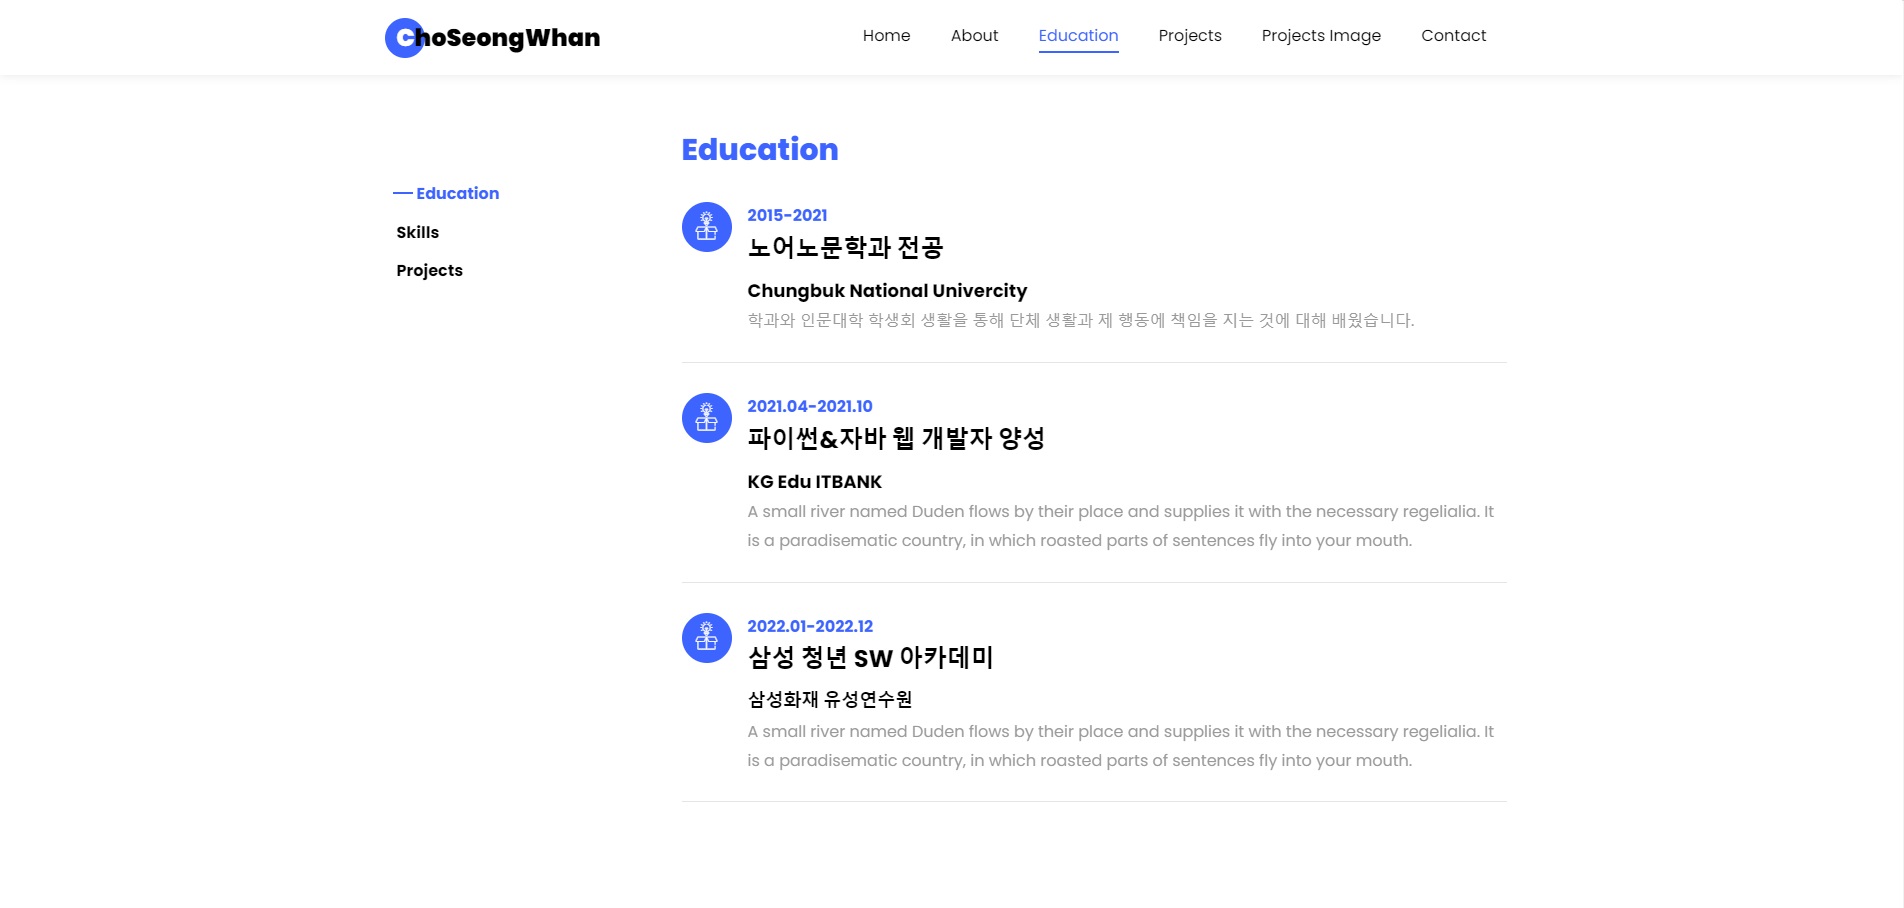 ChoSeongWhan
Home About Education Projects Projects Image Contact
Education
Skills
Projects
Education
2015-2021
노어노문학과 전공
Chungbuk National Univercity
학과와 인문대학 학생회 생활을 통해 단체 생활과 제 행동에 책임을 지는 것에 대해 배웠습니다.
2021.04-2021.10
파이썬&자바 웹 개발자 양성
KG Edu ITBANK
A small river named Duden flows by their place and supplies it with the necessary regelialia. It
is a paradisematic country, in which roasted parts of sentences fly into your mouth.
2022.01-2022.12
삼성 청년 SW 아카데미
삼성화재 유성연수원
A small river named Duden flows by their place and supplies it with the necessary regelialia. It
is a paradisematic country, in which roasted parts of sentences fly into your mouth.